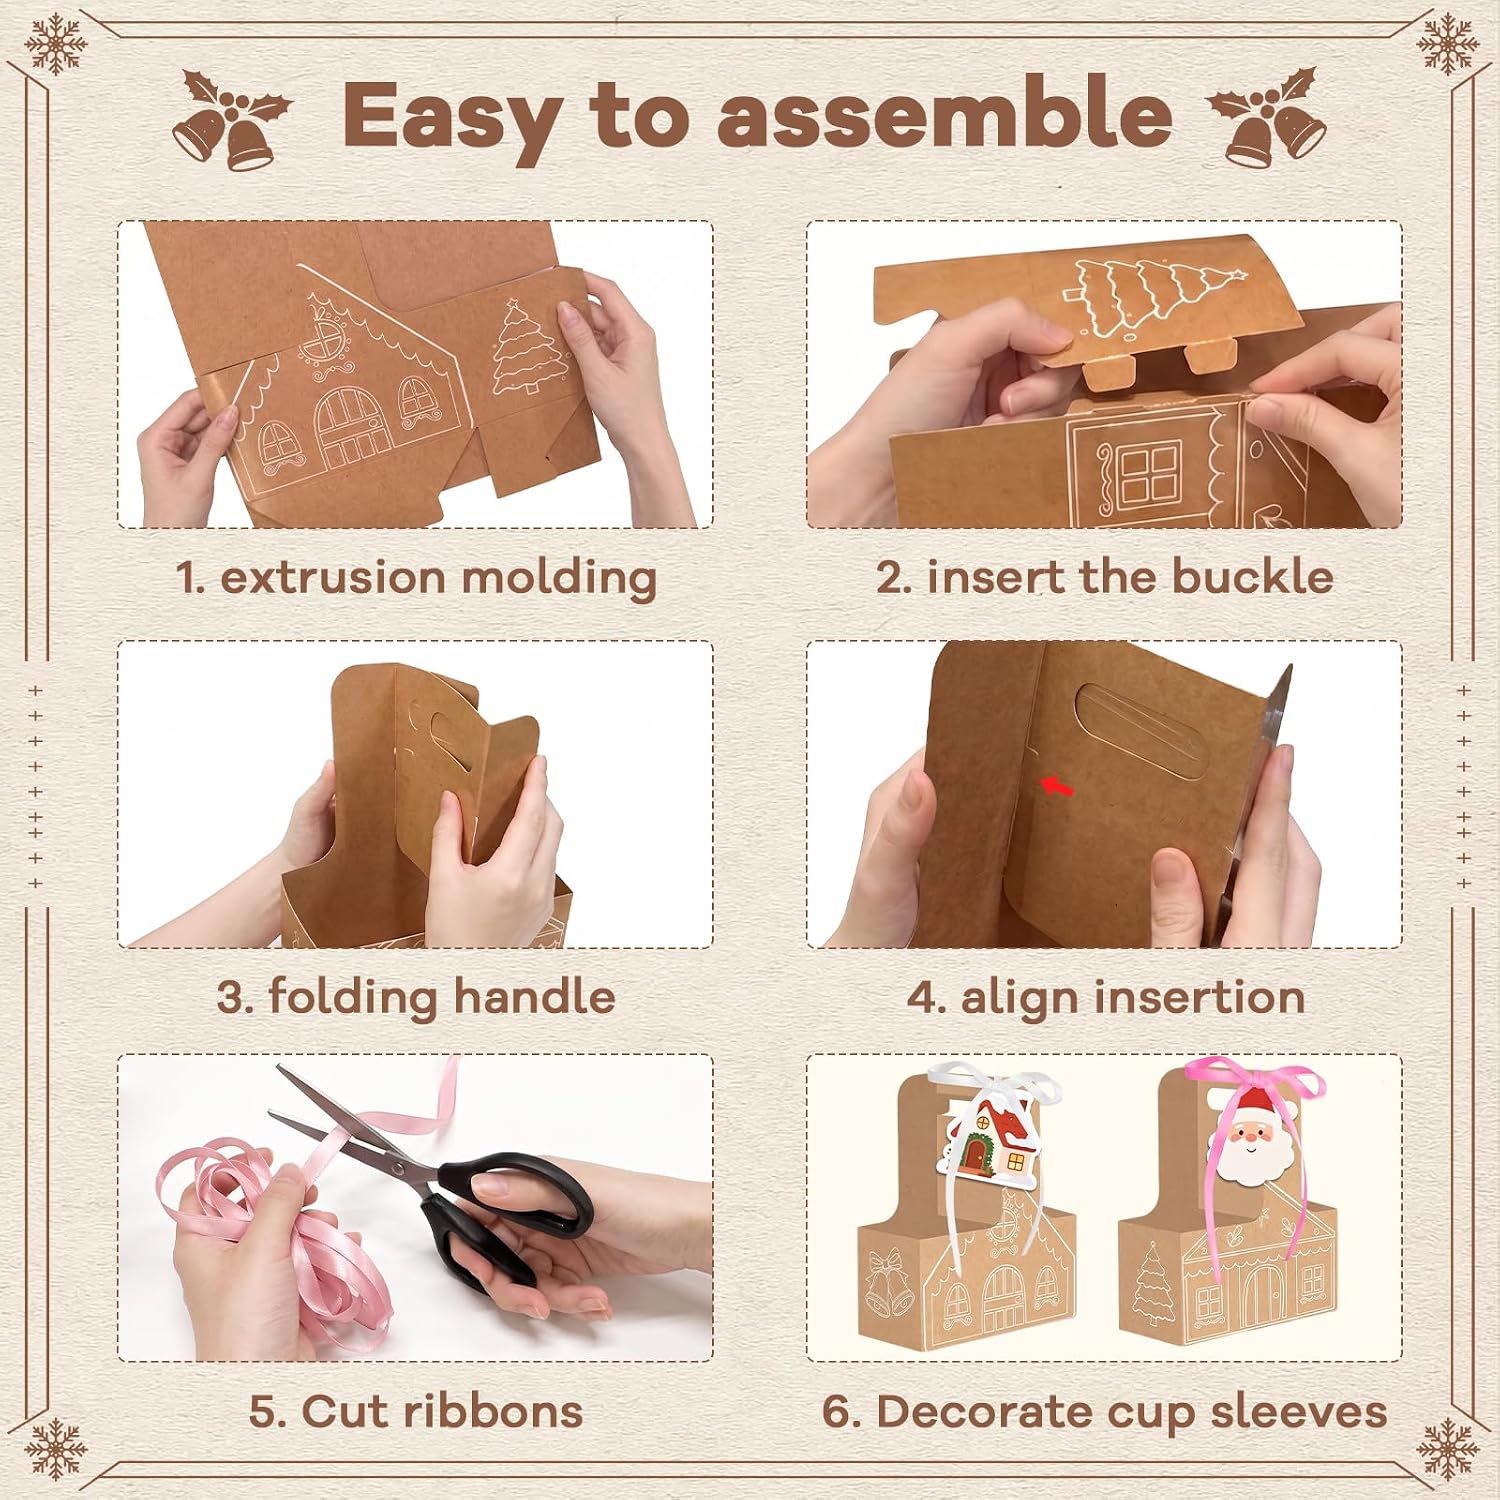 Easy to assemble
1. extrusion molding
2. insert the buckle
3. folding handle
4. align insertion
5. Cut ribbons
6. Decorate cup sleeves